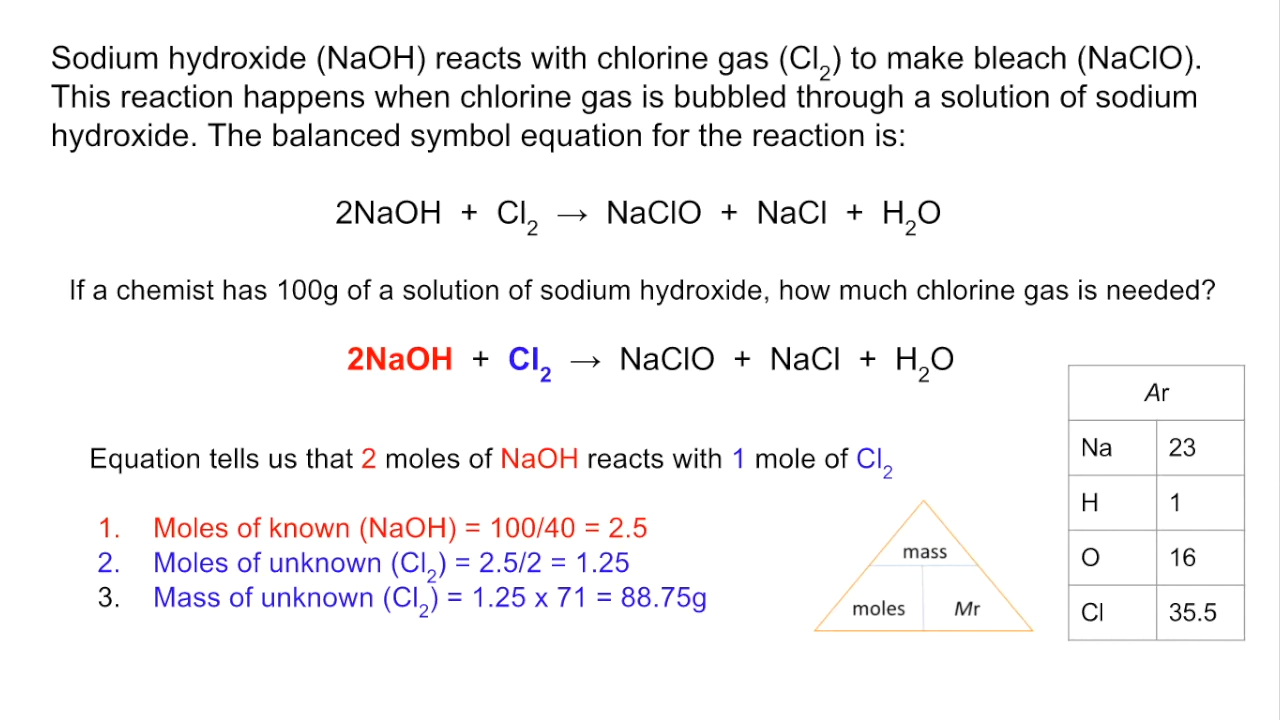 Sodium hydroxide (NaOH) reacts with chlorine gas (Cl₂) to make bleach (NaClO).
This reaction happens when chlorine gas is bubbled through a solution of sodium
hydroxide. The balanced symbol equation for the reaction is:
2NaOH + Cl₂ → NaClO + NaCl + H₂O
If a chemist has 100g of a solution of sodium hydroxide, how much chlorine gas is needed?
2NaOH + Cl₂ → NaClO + NaCl + H₂O
Equation tells us that 2 moles of NaOH reacts with 1 mole of Cl₂
1. Moles of known (NaOH) = 100/40 = 2.5
2. Moles of unknown (Cl₂) = 2.5/2 = 1.25
3. Mass of unknown (Cl₂) = 1.25 x 71 = 88.75g
mass
moles Mr
Ar
Na 23
H 1
O 16
Cl 35.5